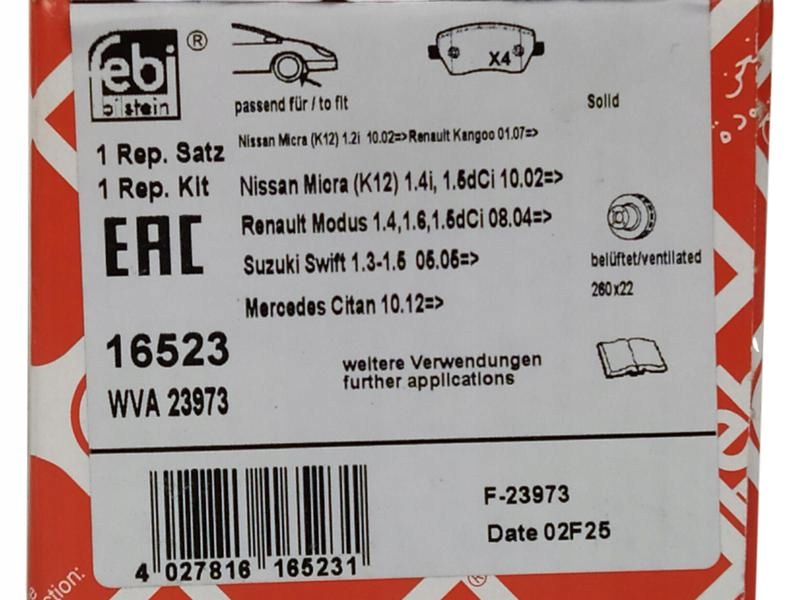 febi ®
bilstein
X4
passend für / to fit
Solid
1 Rep. Satz
1 Rep. Kit
Nissan Micra (K12) 1.2i 10.02=>Renault Kangoo 01.07=>
Nissan Micra (K12) 1.4i, 1.5dCi 10.02=>
EAC
Renault Modus 1.4,1.6,1.5dCi 08.04=>
Suzuki Swift 1.3-1.5 05.05=>
belüftet/ventilated
260x22
Mercedes Citan 10.12=>
16523
WVA 23973
weitere Verwendungen
further applications
F-23973
Date 02F25
4 027816 165231
ction:
®